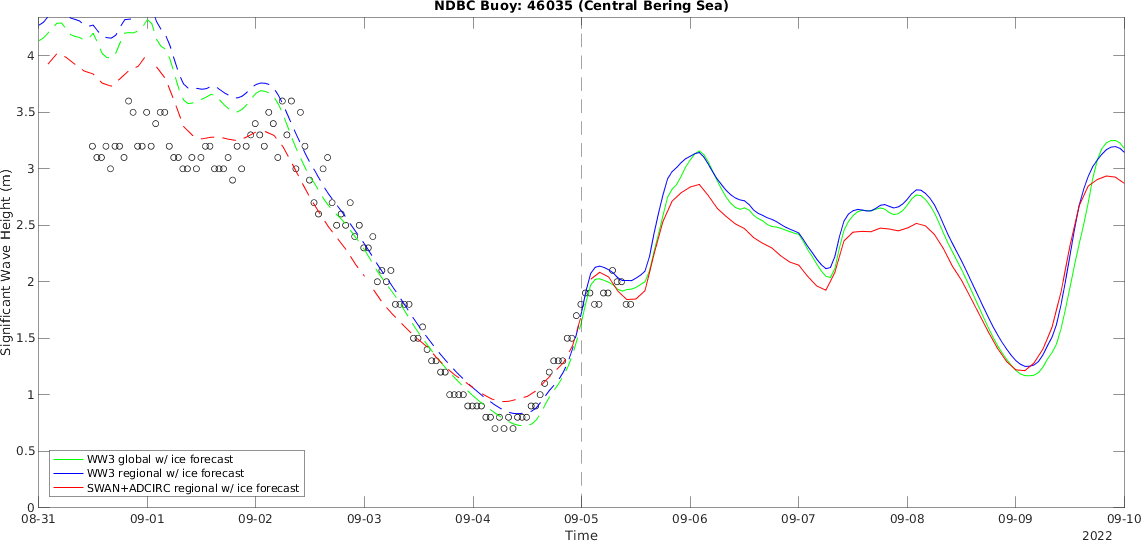 NDBC Buoy: 46035 (Central Bering Sea)
4
3.5
3
2.5
2
1.5
1
0.5
0
Significant Wave Height (m)
WW3 global w/ ice forecast
WW3 regional w/ ice forecast
SWAN+ADCIRC regional w/ ice forecast
08-31 09-01 09-02 09-03 09-04 09-05 09-06 09-07 09-08 09-09 09-10
Time
2022